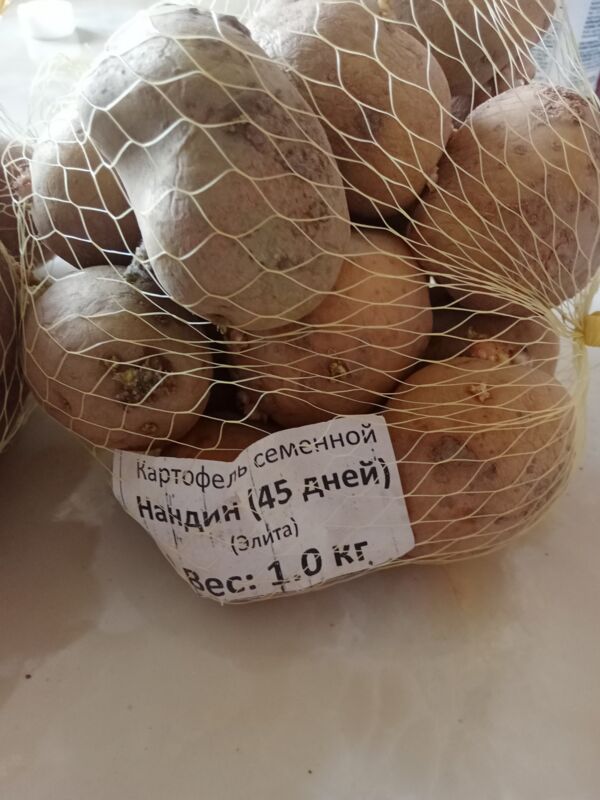 Картофель семенной
Нандин (45 дней)
(Элита)
Вес: 1.0 кг